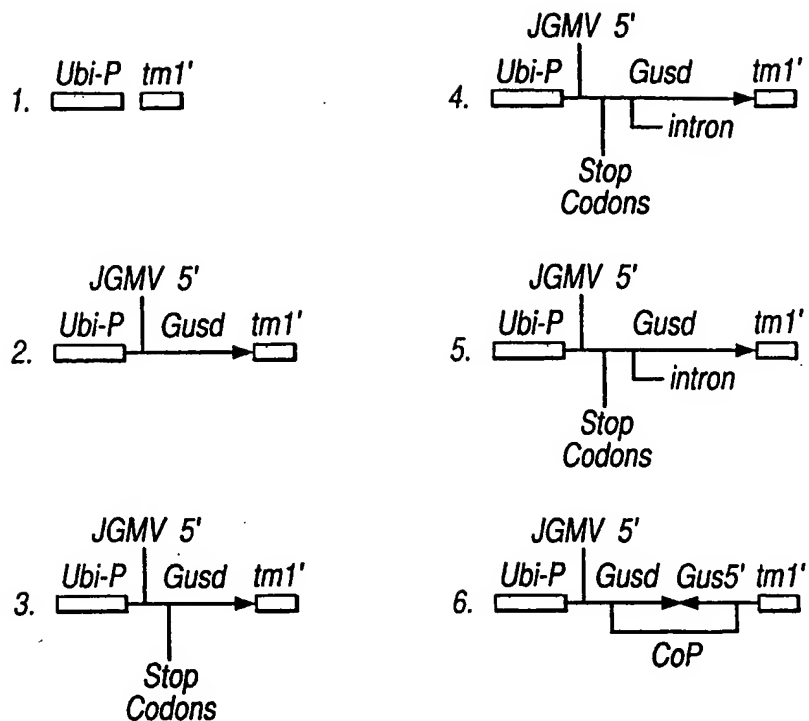 1. Ubi-P tm1'
JGMV 5'
2. Ubi-P Gusd tm1'
JGMV 5'
3. Ubi-P Gusd tm1'
Stop
Codons
JGMV 5'
4. Ubi-P Gusd tm1'
intron
Stop
Codons
JGMV 5'
5. Ubi-P Gusd tm1'
intron
Stop
Codons
JGMV 5'
6. Ubi-P Gusd Gus5' tm1'
CoP